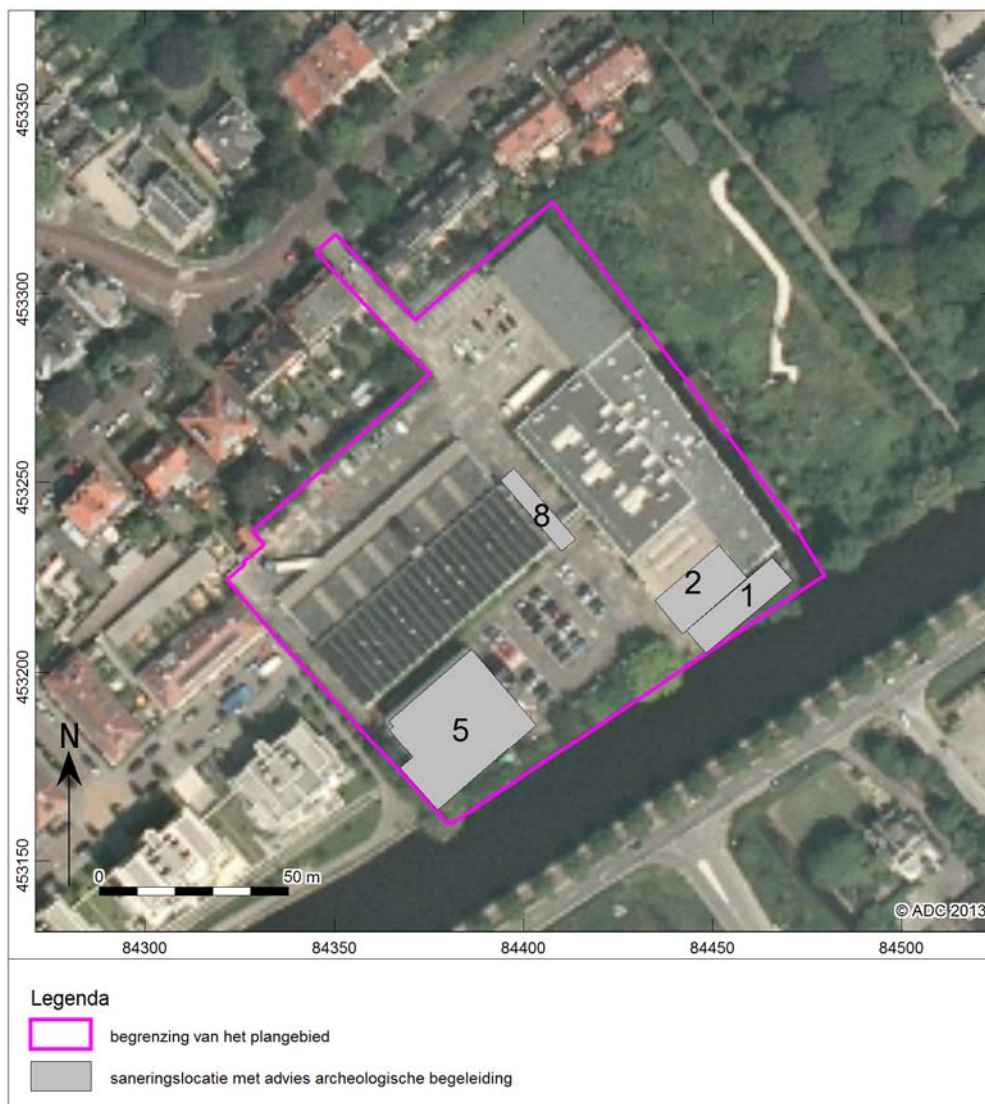 453350
453300
453250
453200
453150
8
2
1
5
N
0 50 m
© ADC 2013
84300 84350 84400 84450 84500
Legenda
begrenzing van het plangebied
saneringslocatie met advies archeologische begeleiding